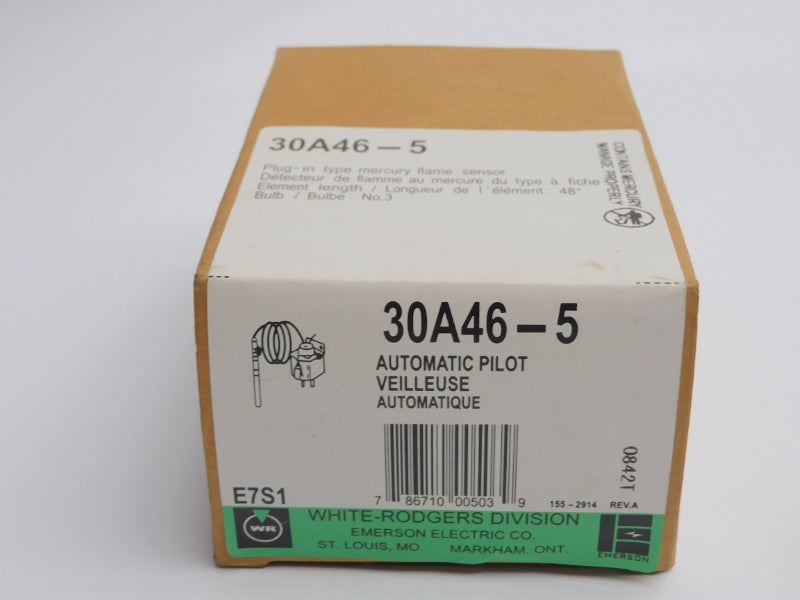 30A46-5
Plug-in type mercury flame sensor
Détecteur de flamme au mercure du type à fiche
Element length / Longueur de l'élément: 48"
Bulb / Bulbe: No.3
CONTAINS MERCURY
MANAGE PROPERLY
30A46-5
AUTOMATIC PILOT
VEILLEUSE
AUTOMATIQUE
7 86710 00503 9
155-2914 REV.A
0842T
E7S1
WR
WHITE-RODGERS DIVISION
EMERSON ELECTRIC CO.
ST. LOUIS, MO. MARKHAM, ONT.
EMERSON